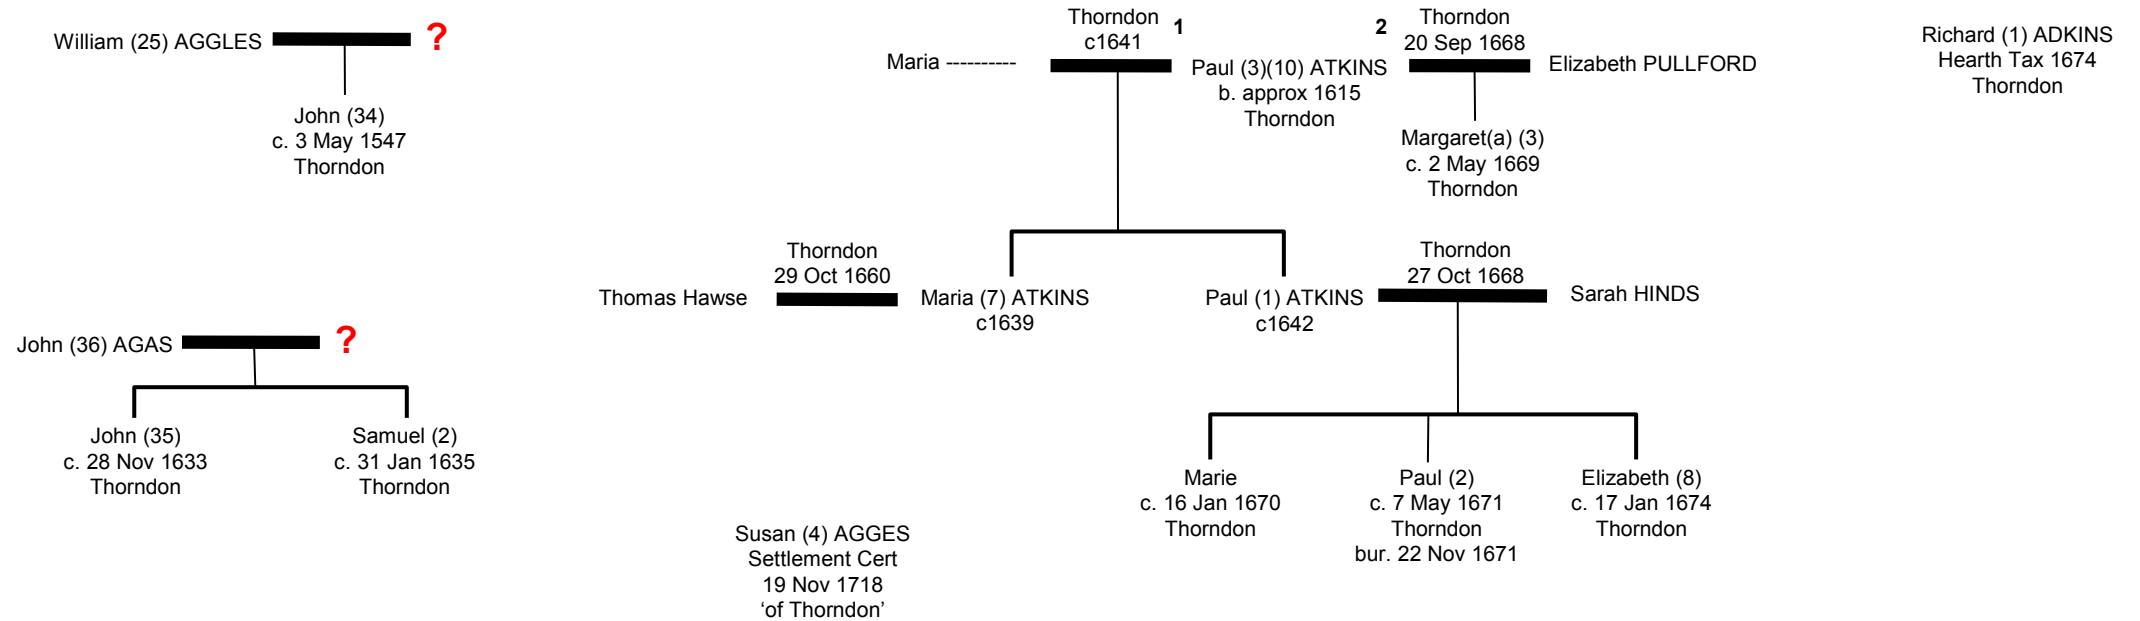 William (25) AGGLES
?
John (34)
c. 3 May 1547
Thorndon
Maria ----------
Thorndon
c1641
1
Paul (3)(10) ATKINS
b. approx 1615
Thorndon
2
Thorndon
20 Sep 1668
Elizabeth PULLFORD
Margaret(a) (3)
c. 2 May 1669
Thorndon
Richard (1) ADKINS
Hearth Tax 1674
Thorndon
Thomas Hawse
Thorndon
29 Oct 1660
Maria (7) ATKINS
c1639
Paul (1) ATKINS
c1642
Thorndon
27 Oct 1668
Sarah HINDS
John (36) AGAS
?
John (35)
c. 28 Nov 1633
Thorndon
Samuel (2)
c. 31 Jan 1635
Thorndon
Marie
c. 16 Jan 1670
Thorndon
Paul (2)
c. 7 May 1671
Thorndon
bur. 22 Nov 1671
Elizabeth (8)
c. 17 Jan 1674
Thorndon
Susan (4) AGGES
Settlement Cert
19 Nov 1718
‘of Thorndon’